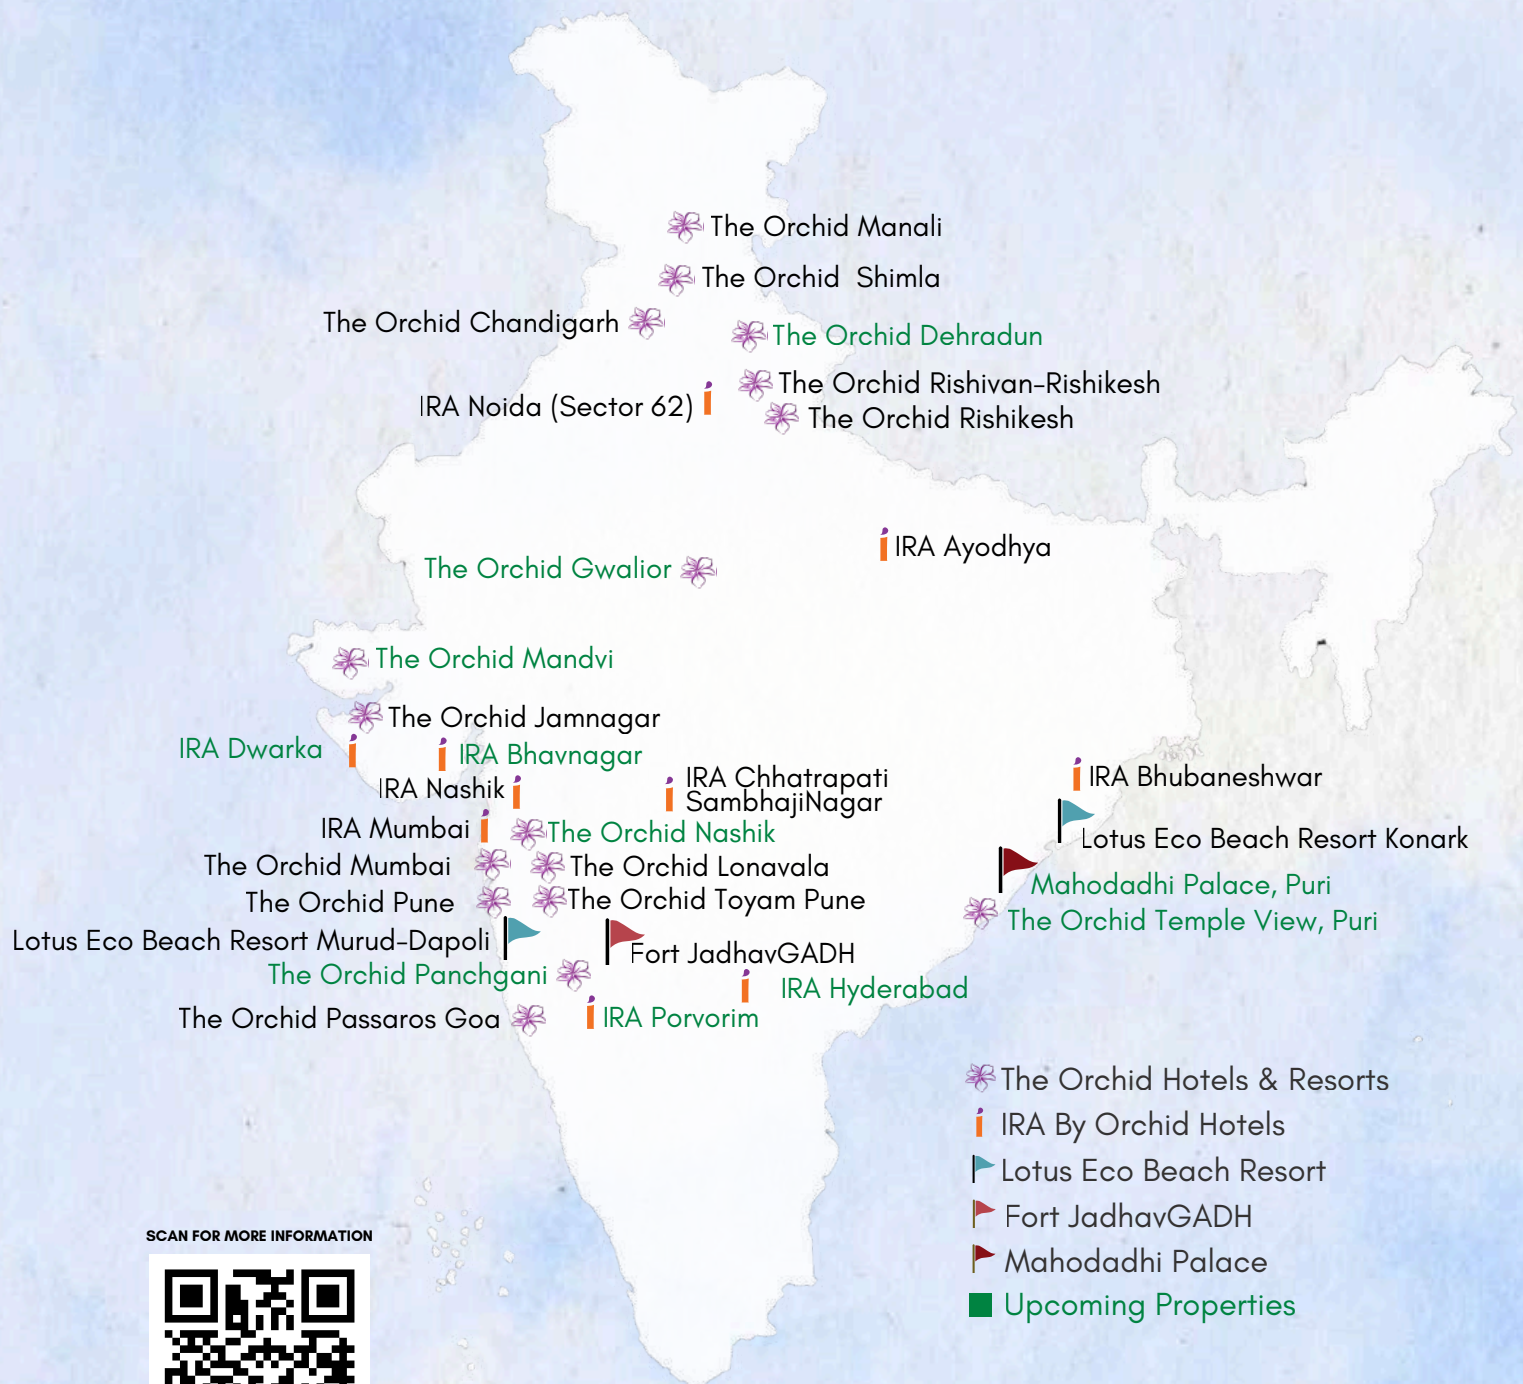 The Orchid Manali
The Orchid Shimla
The Orchid Chandigarh
The Orchid Dehradun
The Orchid Rishivan-Rishikesh
IRA Noida (Sector 62)
The Orchid Rishikesh
IRA Ayodhya
The Orchid Gwalior
The Orchid Mandvi
The Orchid Jamnagar
IRA Dwarka
IRA Bhavnagar
IRA Nashik
IRA Chhatrapati
SambhajiNagar
IRA Bhubaneshwar
IRA Mumbai
The Orchid Nashik
Lotus Eco Beach Resort Konark
The Orchid Mumbai
The Orchid Lonavala
Mahodadhi Palace, Puri
The Orchid Pune
The Orchid Toyam Pune
The Orchid Temple View, Puri
Lotus Eco Beach Resort Murud-Dapoli
Fort JadhavGADH
The Orchid Panchgani
IRA Hyderabad
The Orchid Passaros Goa
IRA Porvorim
The Orchid Hotels & Resorts
IRA By Orchid Hotels
Lotus Eco Beach Resort
Fort JadhavGADH
Mahodadhi Palace
Upcoming Properties
SCAN FOR MORE INFORMATION